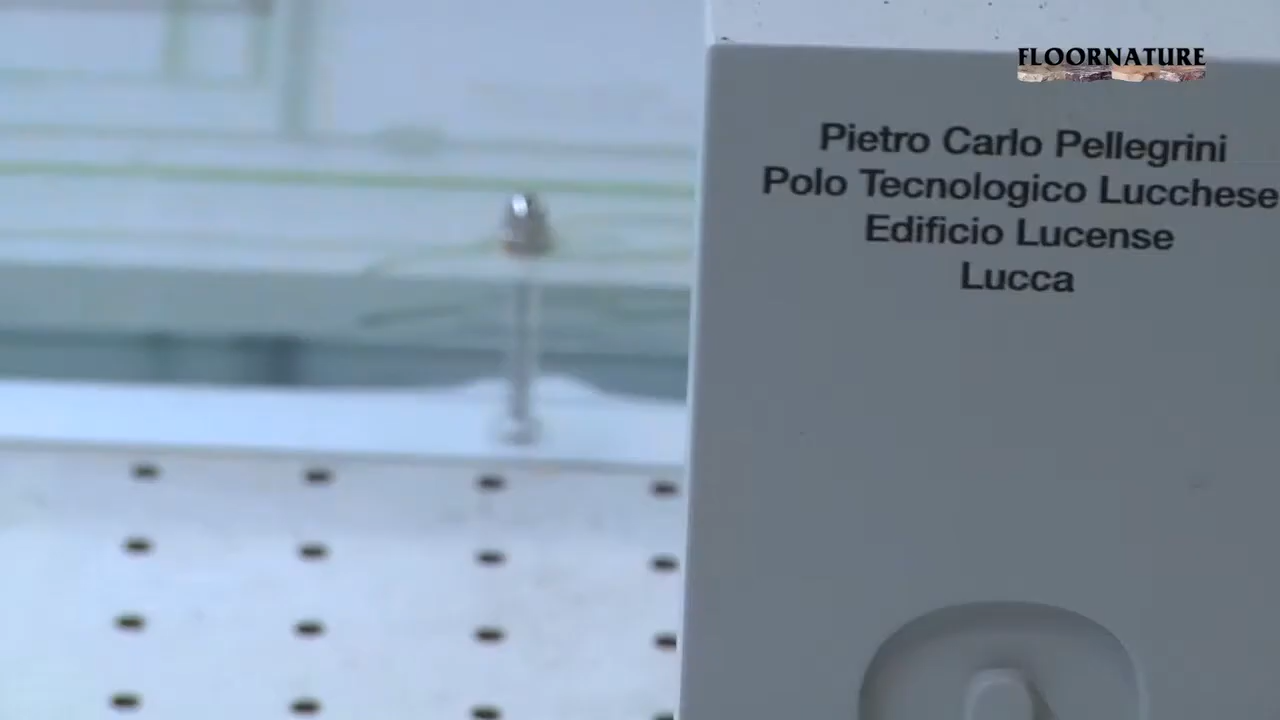 FLOORNATURE
Pietro Carlo Pellegrini
Polo Tecnologico Lucchese
Edificio Lucense
Lucca